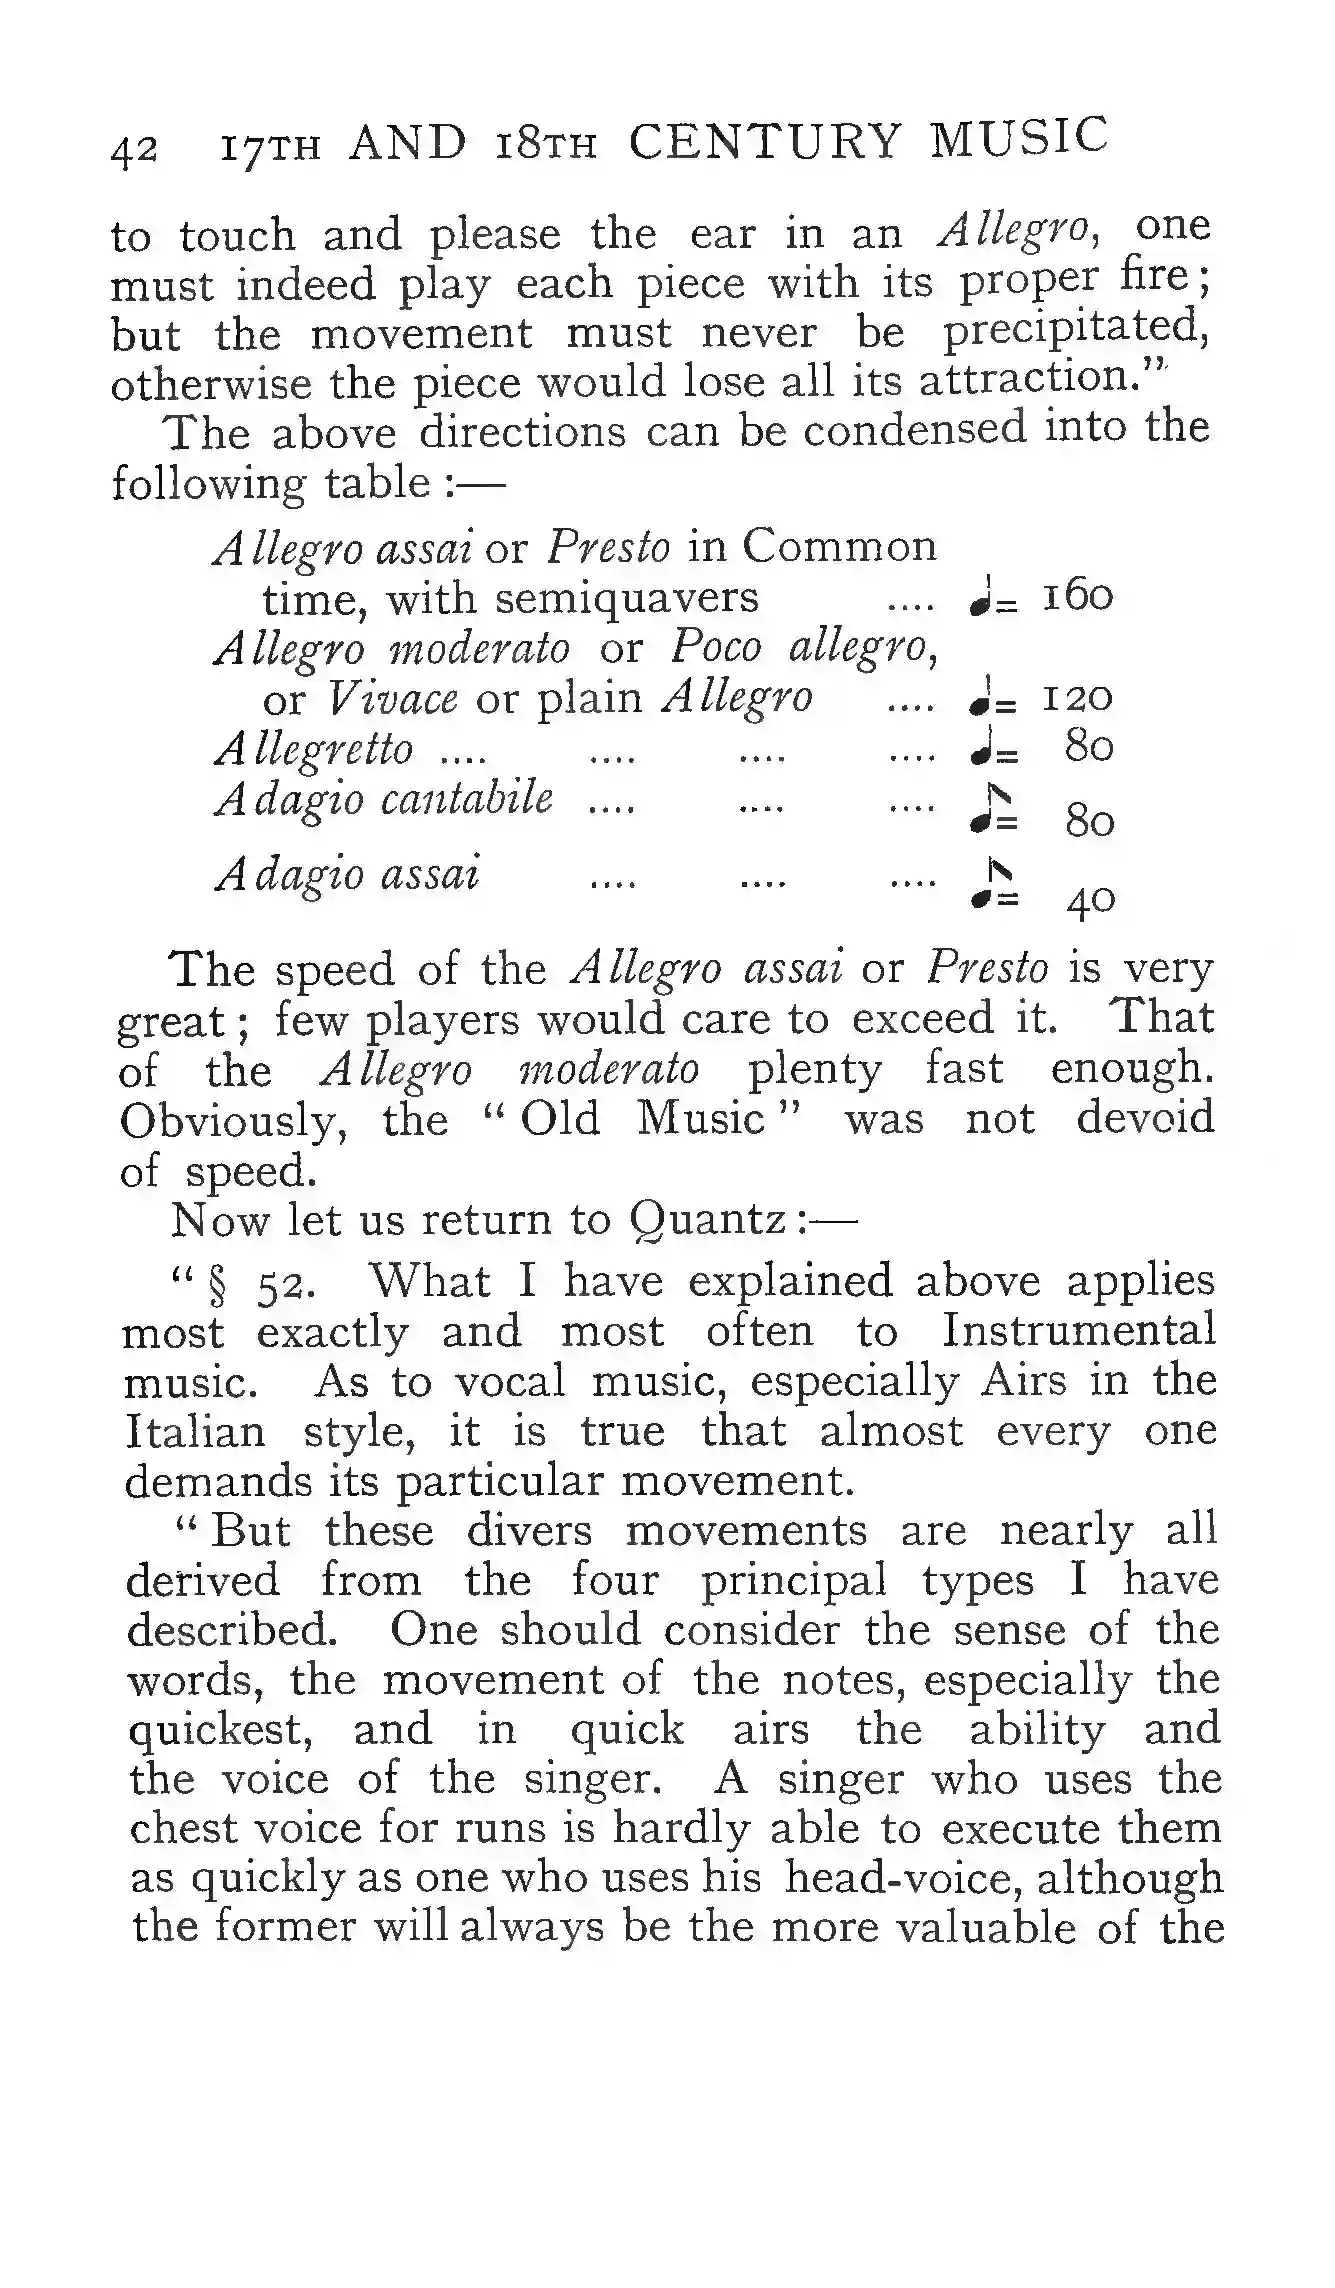 42 17TH AND 18TH CENTURY MUSIC
to touch and please the ear in an Allegro, one
must indeed play each piece with its proper fire;
but the movement must never be precipitated,
otherwise the piece would lose all its attraction."
The above directions can be condensed into the
following table :—
Allegro assai or Presto in Common
time, with semiquavers .... ♩= 160
Allegro moderato or Poco allegro,
or Vivace or plain Allegro .... ♩= 120
Allegretto .... .... .... .... ♩= 80
Adagio cantabile .... .... .... ♪= 80
Adagio assai .... .... .... ♪= 40
The speed of the Allegro assai or Presto is very
great; few players would care to exceed it. That
of the Allegro moderato plenty fast enough.
Obviously, the "Old Music" was not devoid
of speed.
Now let us return to Quantz:—
"§ 52. What I have explained above applies
most exactly and most often to Instrumental
music. As to vocal music, especially Airs in the
Italian style, it is true that almost every one
demands its particular movement.
"But these divers movements are nearly all
derived from the four principal types I have
described. One should consider the sense of the
words, the movement of the notes, especially the
quickest, and in quick airs the ability and
the voice of the singer. A singer who uses the
chest voice for runs is hardly able to execute them
as quickly as one who uses his head-voice, although
the former will always be the more valuable of the